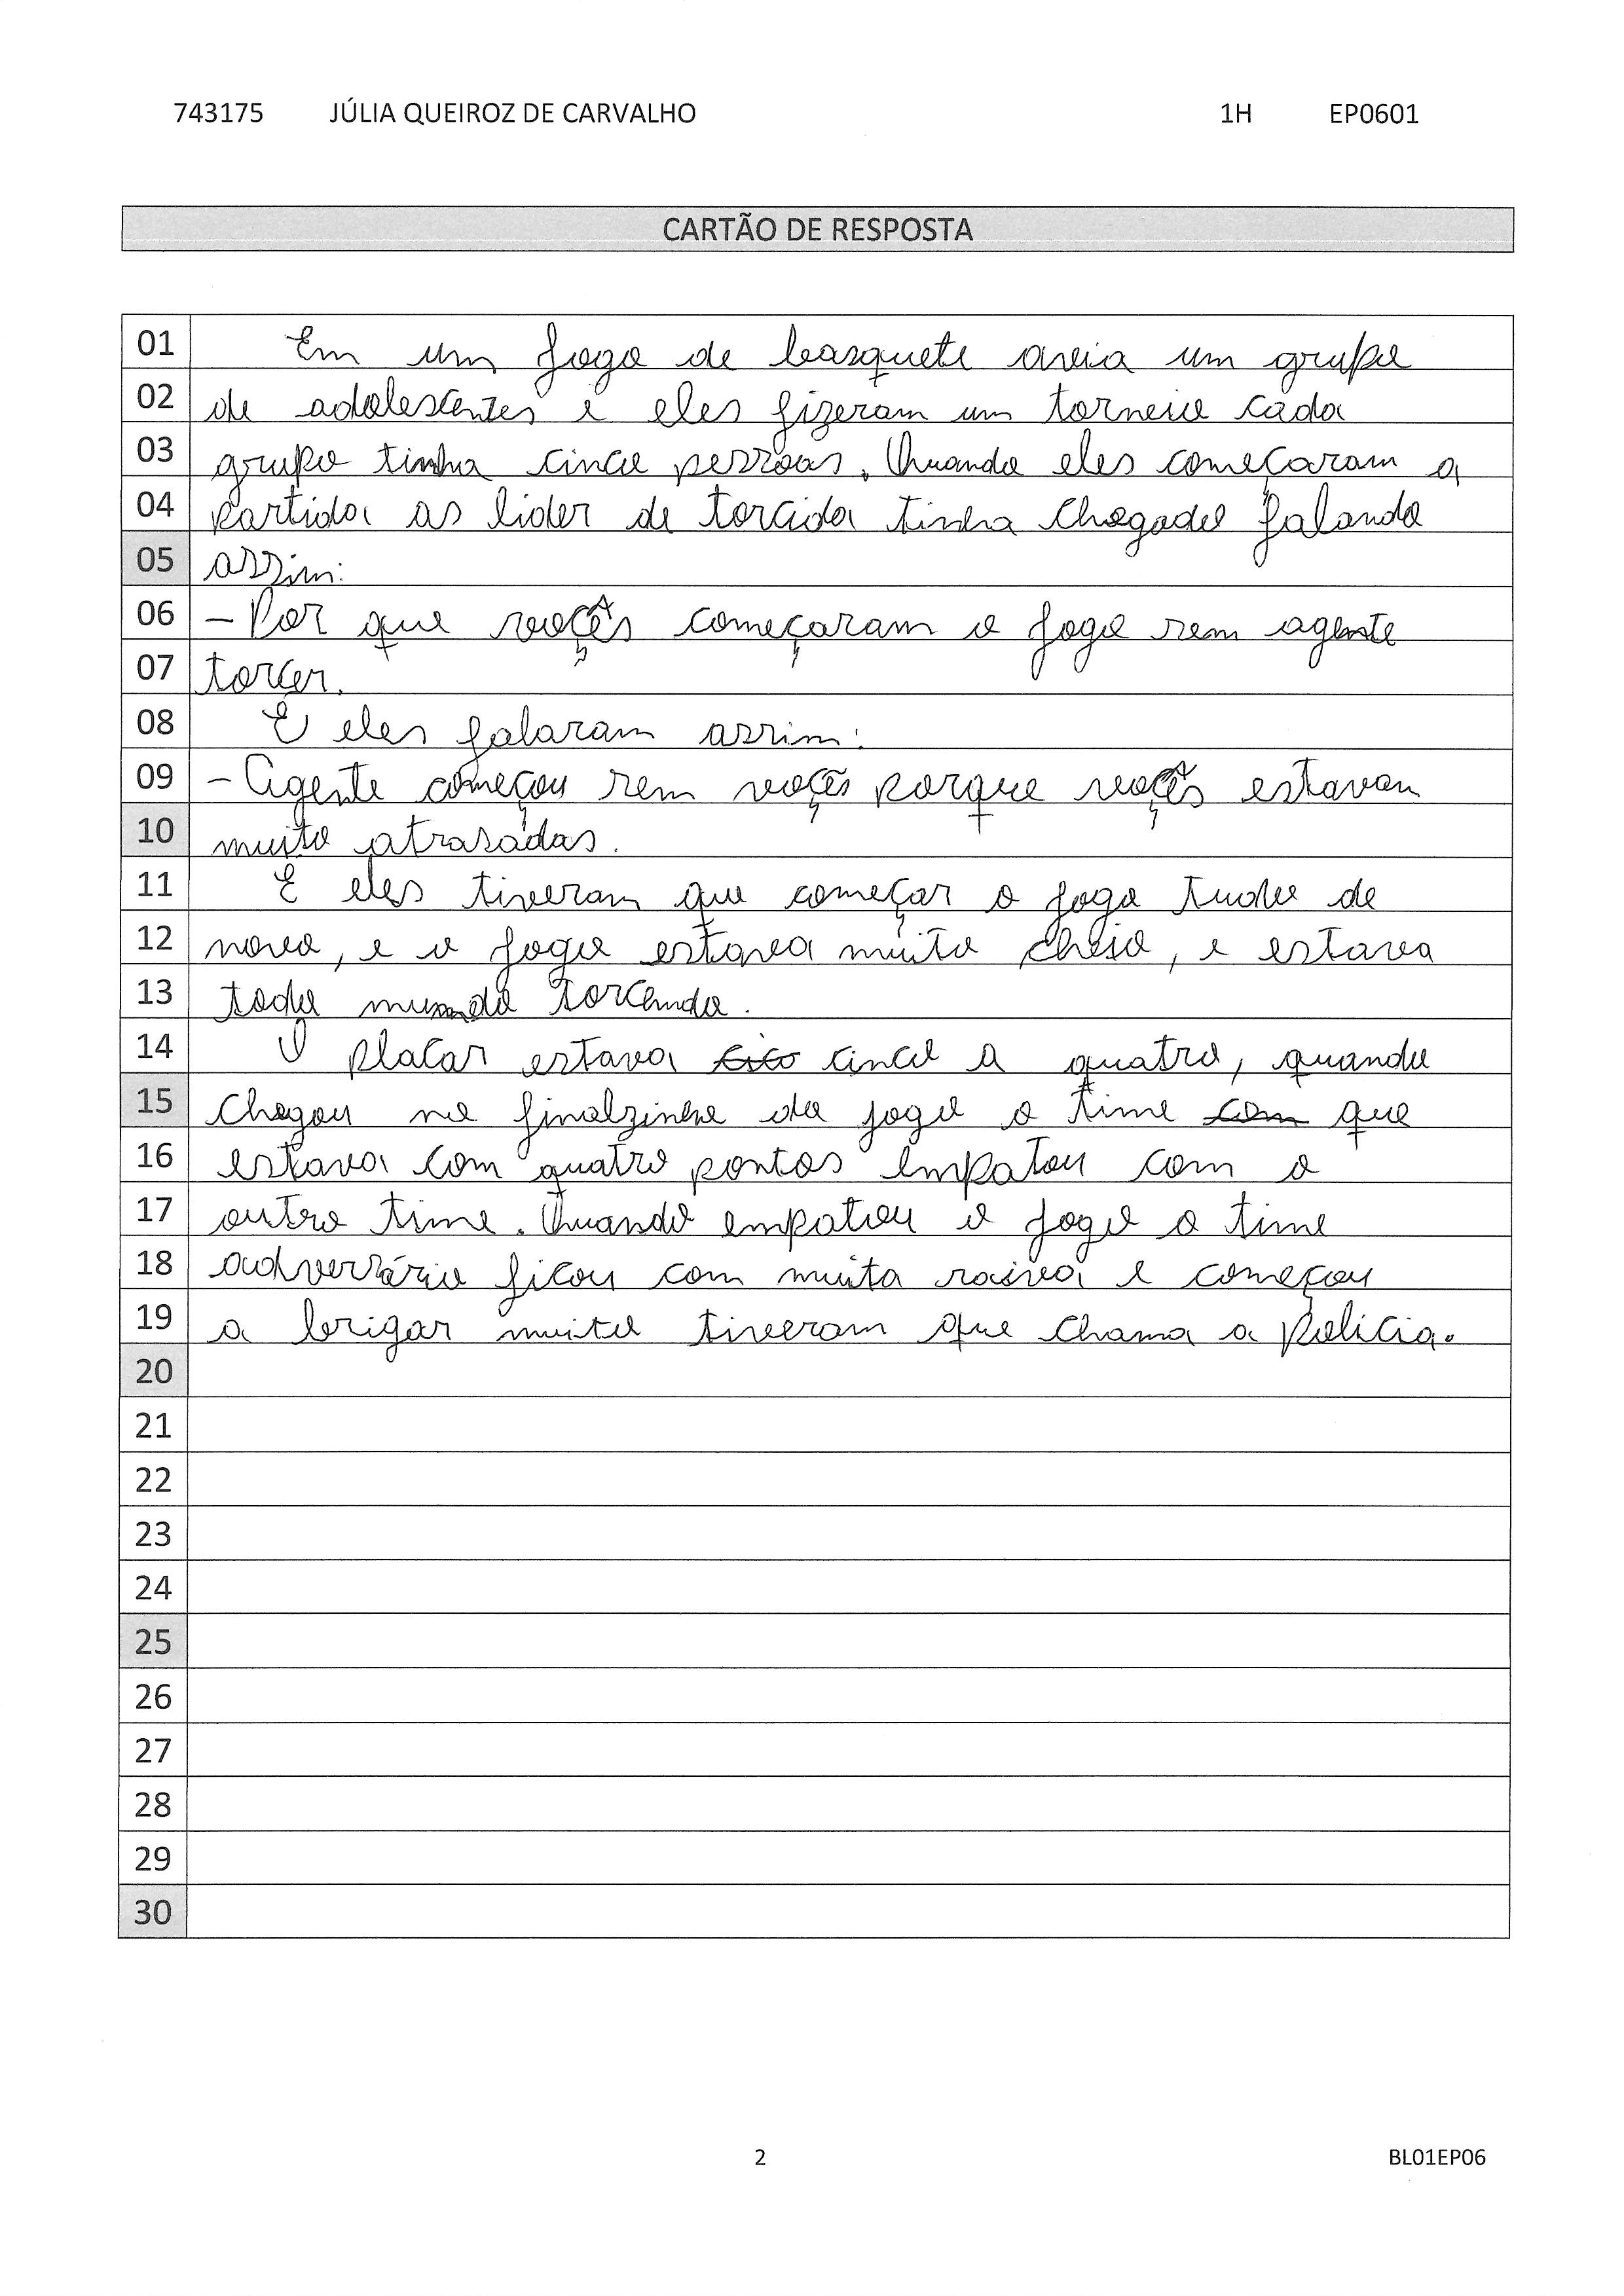 743175 JÚLIA QUEIROZ DE CARVALHO 1H EP0601
CARTÃO DE RESPOSTA
01 Em um jogo de basquete avia um grupo
02 de adolescentes e eles fizeram um torneio cada
03 grupo tinha cinco pessoas. Quando eles começaram a
04 partida as lider de torcida tinha chegado falando
05 assim:
06 – Por que voçês começaram o jogo sem agente
07 torcer.
08 E eles falaram assim:
09 – Agente começou sem voçês porque voçês estavam
10 muito atrasadas.
11 E eles tiveram que começar o jogo tudo de
12 novo, e o jogo estava muito cheio, e estava
13 todo mundo torcendo.
14 O placar estava cinco a quatro, quando
15 chegou no finalzinho do jogo o time com que
16 estava com quatro pontos empatou com o
17 outro time. Quando empatou o jogo o time
18 adversário ficou com muita raiva e começou
19 a brigar muito tiveram que chama a policia.
20
21
22
23
24
25
26
27
28
29
30
2 BL01EP06